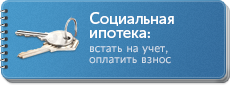 Социальная
ипотека:
встать на учет,
оплатить взнос